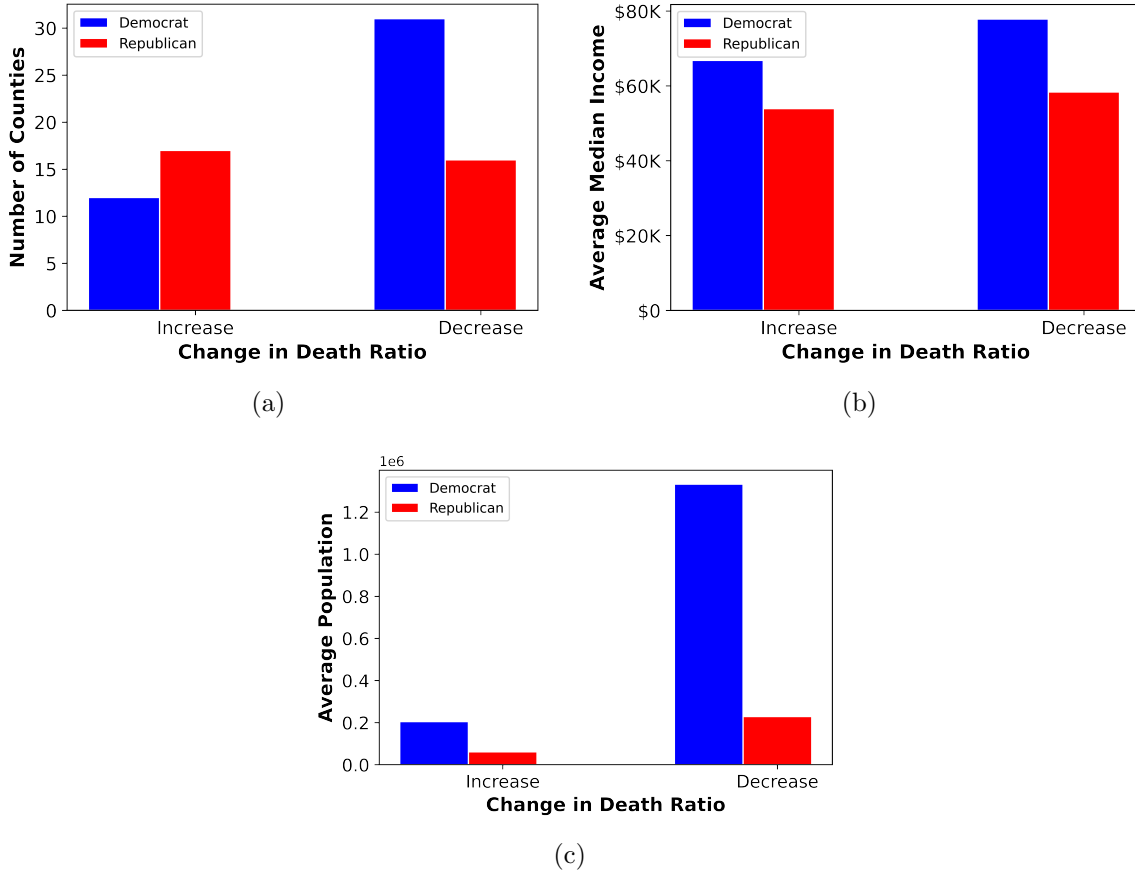 Democrat
Republican
Number of Counties
30
25
20
15
10
5
0
Increase
Decrease
Change in Death Ratio
(a)
Democrat
Republican
Average Median Income
$80K
$60K
$40K
$20K
$0
Increase
Decrease
Change in Death Ratio
(b)
1e6
Democrat
Republican
Average Population
1.2
1.0
0.8
0.6
0.4
0.2
0.0
Increase
Decrease
Change in Death Ratio
(c)